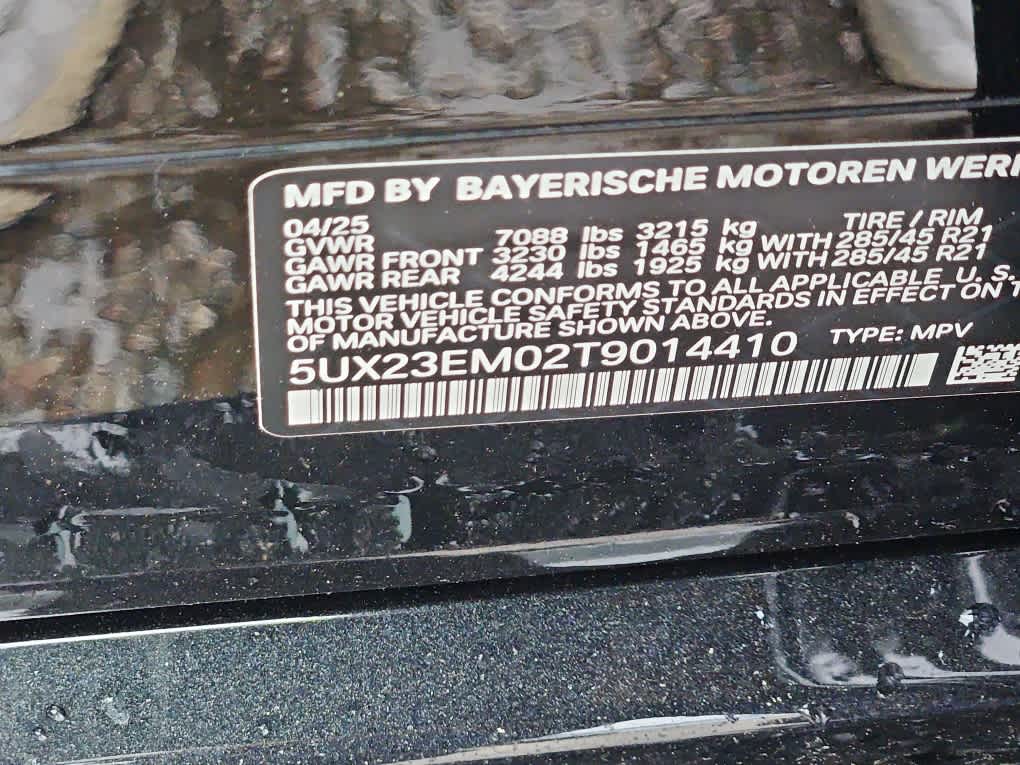 MFD BY BAYERISCHE MOTOREN WER
04/25 TIRE / RIM
GVWR 7088 lbs 3215 kg
GAWR FRONT 3230 lbs 1465 kg WITH 285/45 R21
GAWR REAR 4244 lbs 1925 kg WITH 285/45 R21
THIS VEHICLE CONFORMS TO ALL APPLICABLE U. S.
MOTOR VEHICLE SAFETY STANDARDS IN EFFECT ON T
OF MANUFACTURE SHOWN ABOVE.
5UX23EM02T9014410 TYPE: MPV